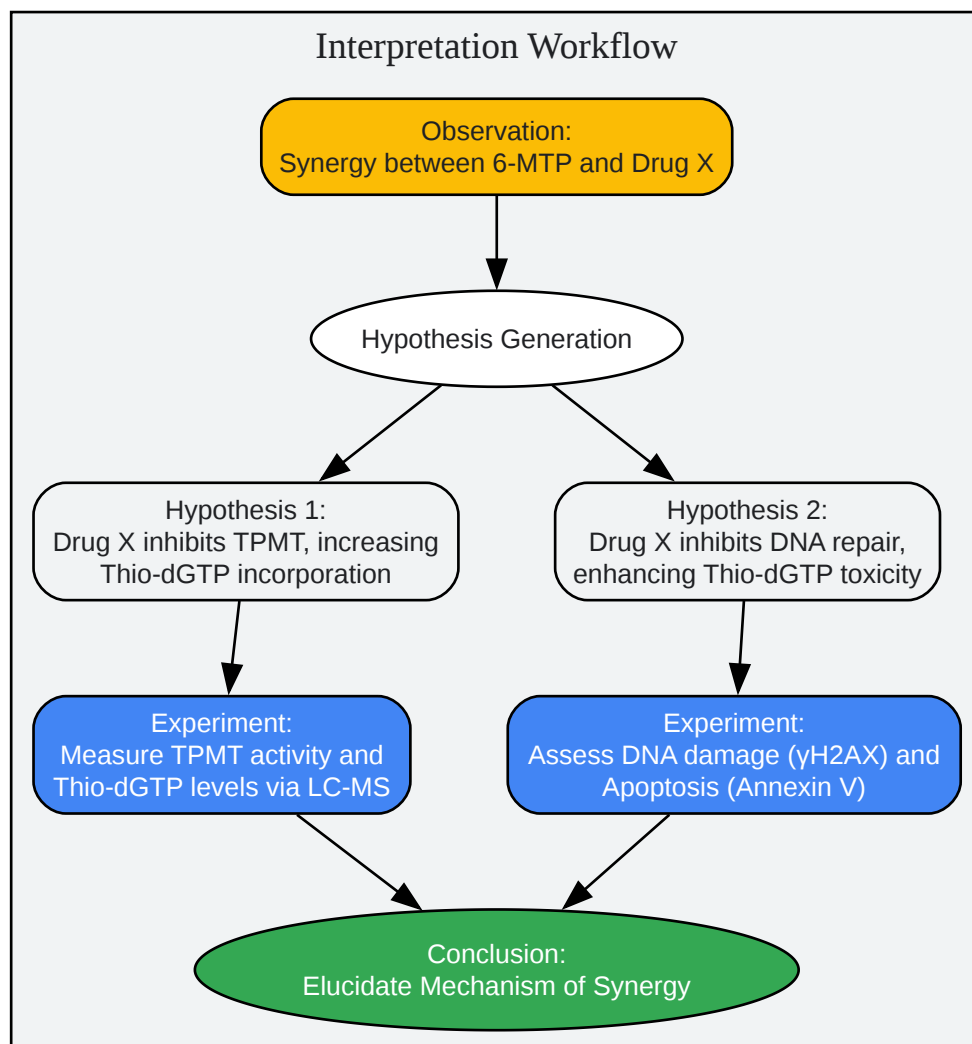 Interpretation Workflow
Observation:
Synergy between 6-MTP and Drug X
Hypothesis Generation
Hypothesis 1:
Drug X inhibits TPMT, increasing
Thio-dGTP incorporation
Hypothesis 2:
Drug X inhibits DNA repair,
enhancing Thio-dGTP toxicity
Experiment:
Measure TPMT activity and
Thio-dGTP levels via LC-MS
Experiment:
Assess DNA damage (γH2AX) and
Apoptosis (Annexin V)
Conclusion:
Elucidate Mechanism of Synergy